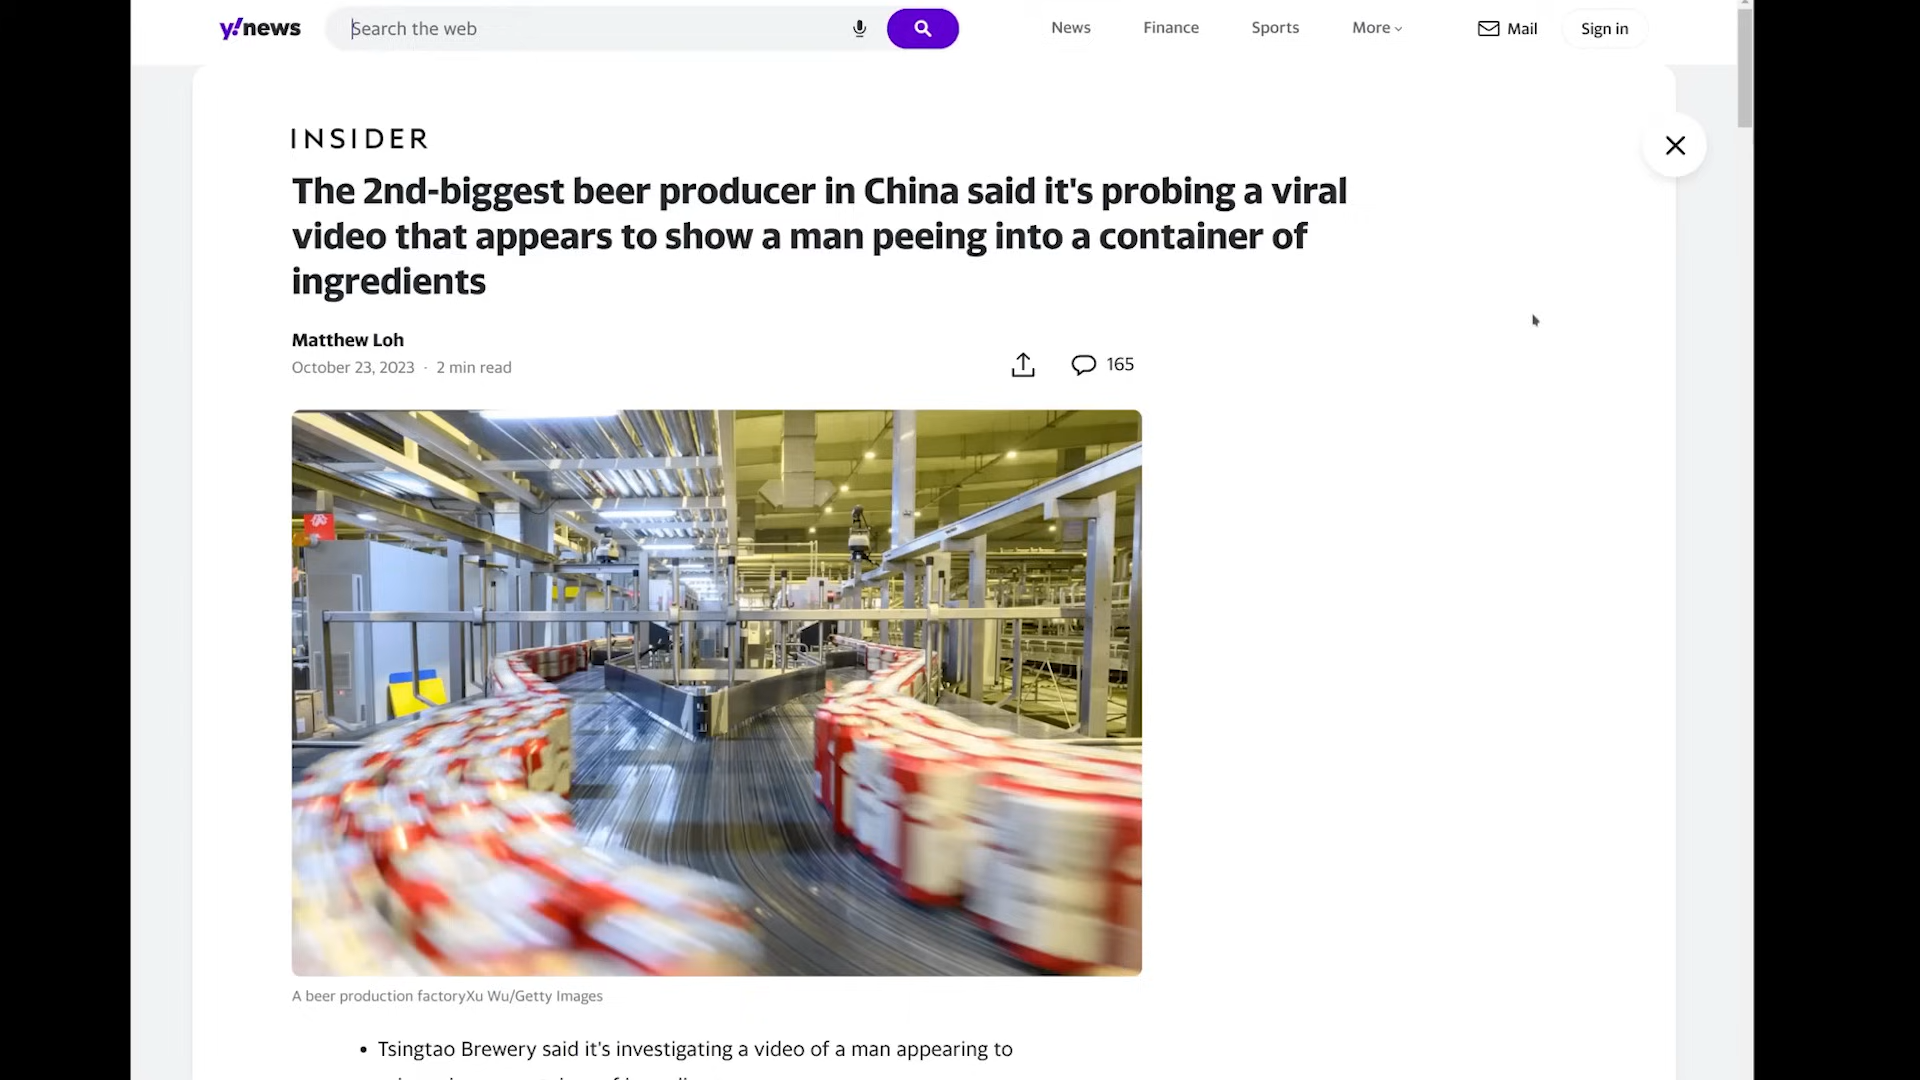 y!news
Search the web
News
Finance
Sports
More
Mail
Sign in
INSIDER
The 2nd-biggest beer producer in China said it's probing a viral
video that appears to show a man peeing into a container of
ingredients
Matthew Loh
October 23, 2023 · 2 min read
165
A beer production factoryXu Wu/Getty Images
• Tsingtao Brewery said it's investigating a video of a man appearing to